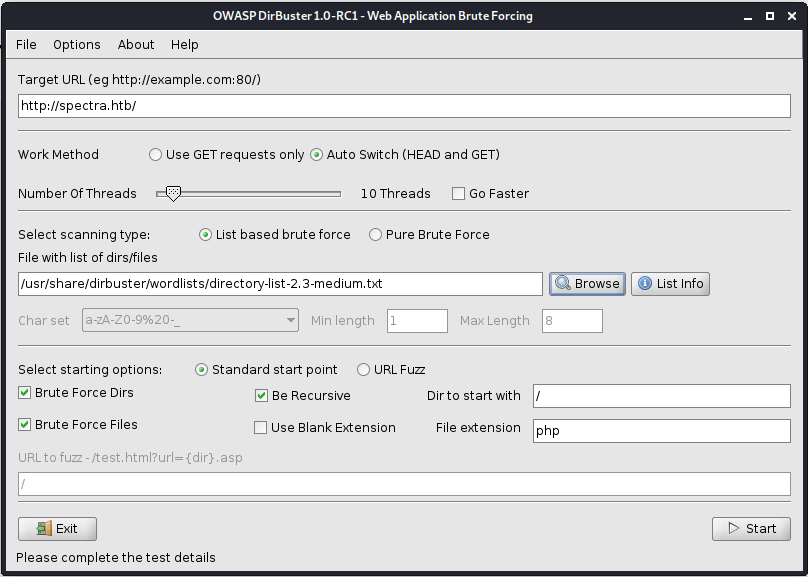 OWASP DirBuster 1.0-RC1 - Web Application Brute Forcing
File Options About Help
Target URL (eg http://example.com:80/)
http://spectra.htb/
Work Method Use GET requests only Auto Switch (HEAD and GET)
Number Of Threads 10 Threads Go Faster
Select scanning type: List based brute force Pure Brute Force
File with list of dirs/files
/usr/share/dirbuster/wordlists/directory-list-2.3-medium.txt Browse List Info
Char set a-zA-Z0-9%20-_ Min length 1 Max Length 8
Select starting options: Standard start point URL Fuzz
Brute Force Dirs Be Recursive Dir to start with /
Brute Force Files Use Blank Extension File extension php
URL to fuzz - /test.html?url={dir}.asp
/
Exit Start
Please complete the test details